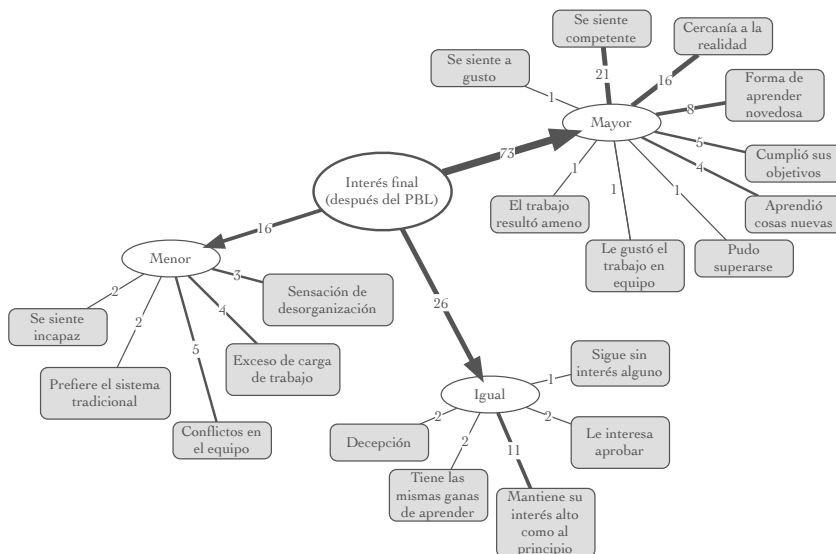 Se siente
competente
21
Cercanía a la
realidad
16
Se siente a
gusto
1
Forma de
aprender
novedosa
8
Mayor
73
Cumplió sus
objetivos
5
Aprendió
cosas nuevas
4
El trabajo
resultó ameno
1
Le gustó el
trabajo en
equipo
1
Pudo
superarse
1
Interés final
(después del PBL)
16
Menor
3
Sensación de
desorganización
2
Se siente
incapaz
2
Prefiere el sistema
tradicional
4
Exceso de carga
de trabajo
5
Conflictos en
el equipo
26
Igual
1
Sigue sin
interés alguno
2
Le interesa
aprobar
2
Decepción
2
Tiene las
mismas ganas
de aprender
11
Mantiene su
interés alto
como al
principio